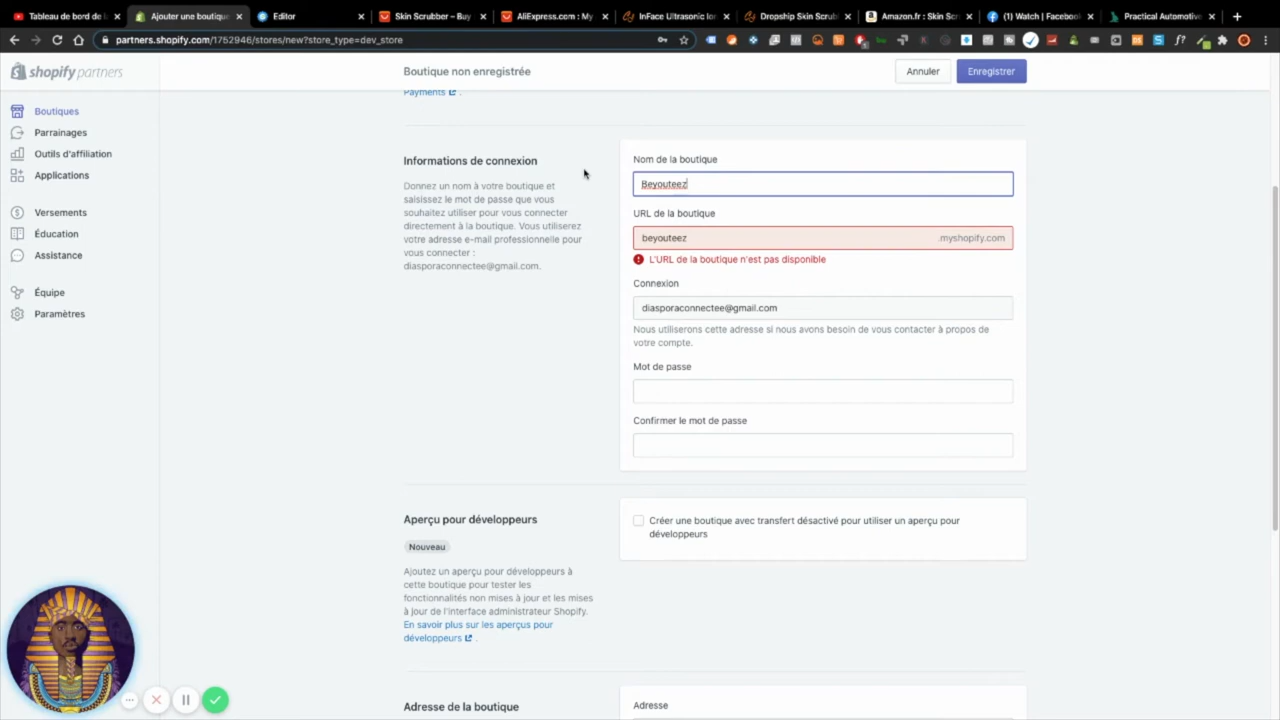 Tableau de bord de la
Ajouter une boutique
Editor
Skin Scrubber – Buy
AliExpress.com : My
InFace Ultrasonic Ion
Dropship Skin Scrub
Amazon.fr : Skin Scr
(1) Watch | Facebook
Practical Automotive
partners.shopify.com/1752946/stores/new?store_type=dev_store
shopify partners
Boutique non enregistrée
Annuler
Enregistrer
Boutiques
Parrainages
Outils d'affiliation
Applications
Versements
Éducation
Assistance
Équipe
Paramètres
Payments .
Informations de connexion
Donnez un nom à votre boutique et
saisissez le mot de passe que vous
souhaitez utiliser pour vous connecter
directement à la boutique. Vous utiliserez
votre adresse e-mail professionnelle pour
vous connecter :
diasporaconnectee@gmail.com.
Nom de la boutique
Beyouteez
URL de la boutique
beyouteez .myshopify.com
L'URL de la boutique n'est pas disponible
Connexion
diasporaconnectee@gmail.com
Nous utiliserons cette adresse si nous avons besoin de vous contacter à propos de
votre compte.
Mot de passe
Confirmer le mot de passe
Aperçu pour développeurs
Nouveau
Ajoutez un aperçu pour développeurs à
cette boutique pour tester les
fonctionnalités non mises à jour et les mises
à jour de l'interface administrateur Shopify.
En savoir plus sur les aperçus pour
développeurs .
Créer une boutique avec transfert désactivé pour utiliser un aperçu pour
développeurs
Adresse de la boutique
Adresse